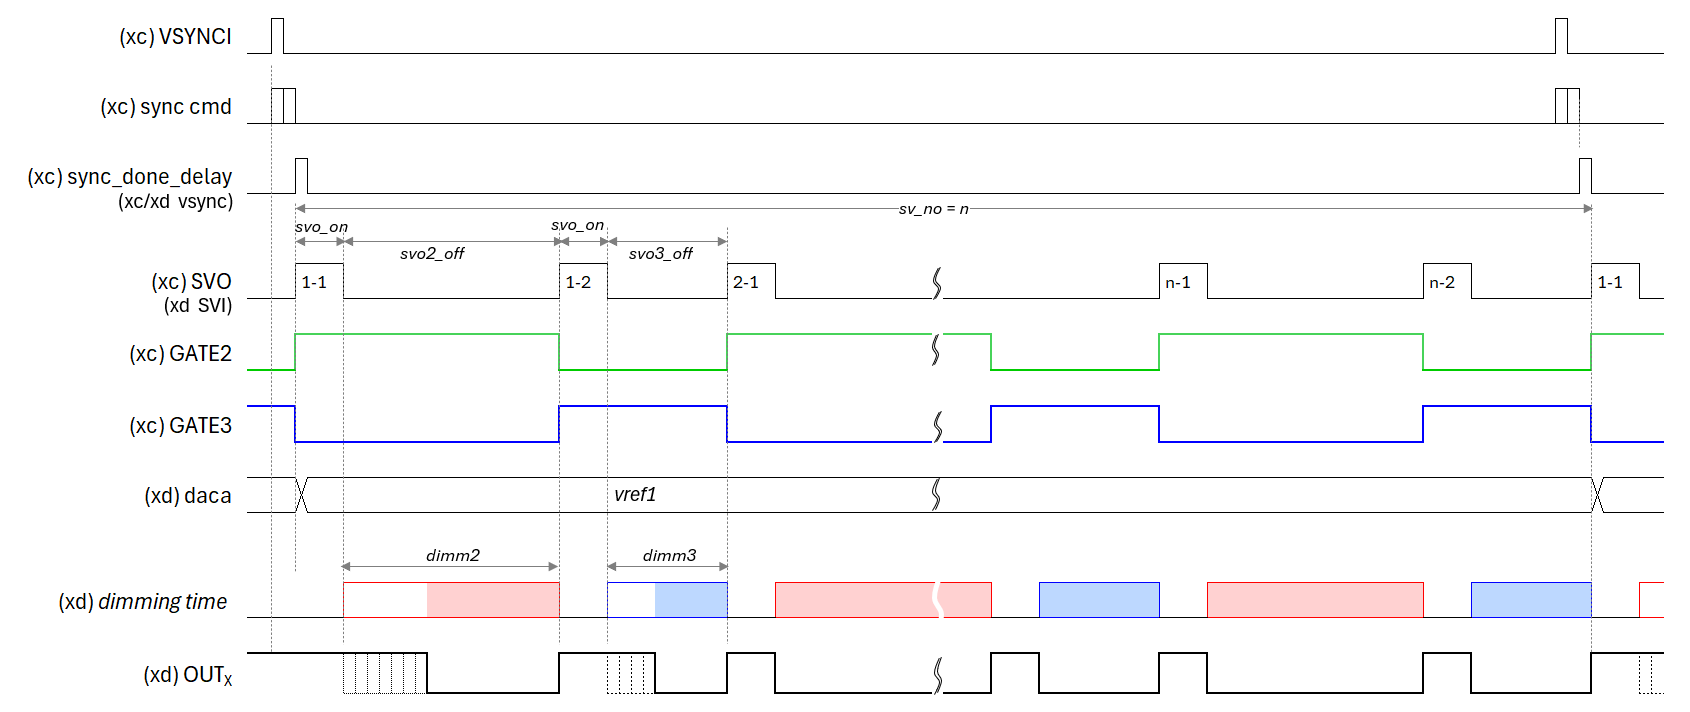 (xc) VSYNCI
(xc) sync cmd
(xc) sync_done_delay
(xc/xd vsync)
sv_no = n
svo_on
svo_on
svo2_off
svo3_off
(xc) SVO
(xd SVI)
1-1
1-2
2-1
n-1
n-2
1-1
(xc) GATE2
(xc) GATE3
(xd) daca
vref1
dimm2
dimm3
(xd) dimming time
(xd) OUTX